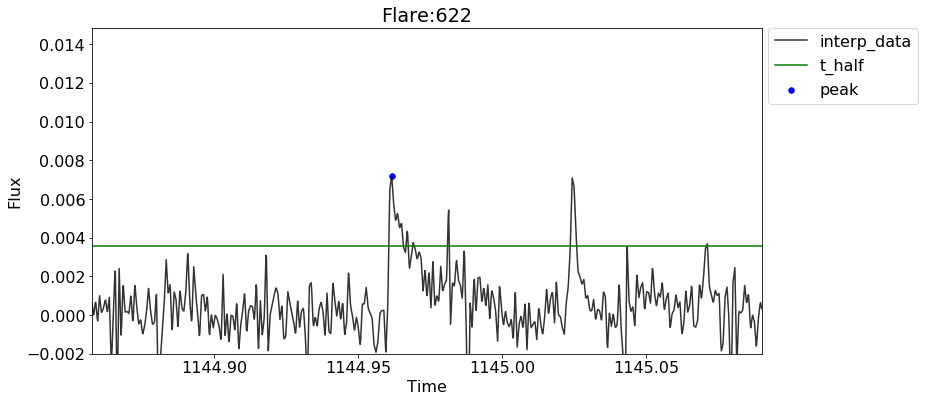 Flare:622
0.014
0.012
0.010
0.008
0.006
0.004
0.002
0.000
−0.002
Flux
1144.90
1144.95
1145.00
1145.05
Time
interp_data
t_half
peak